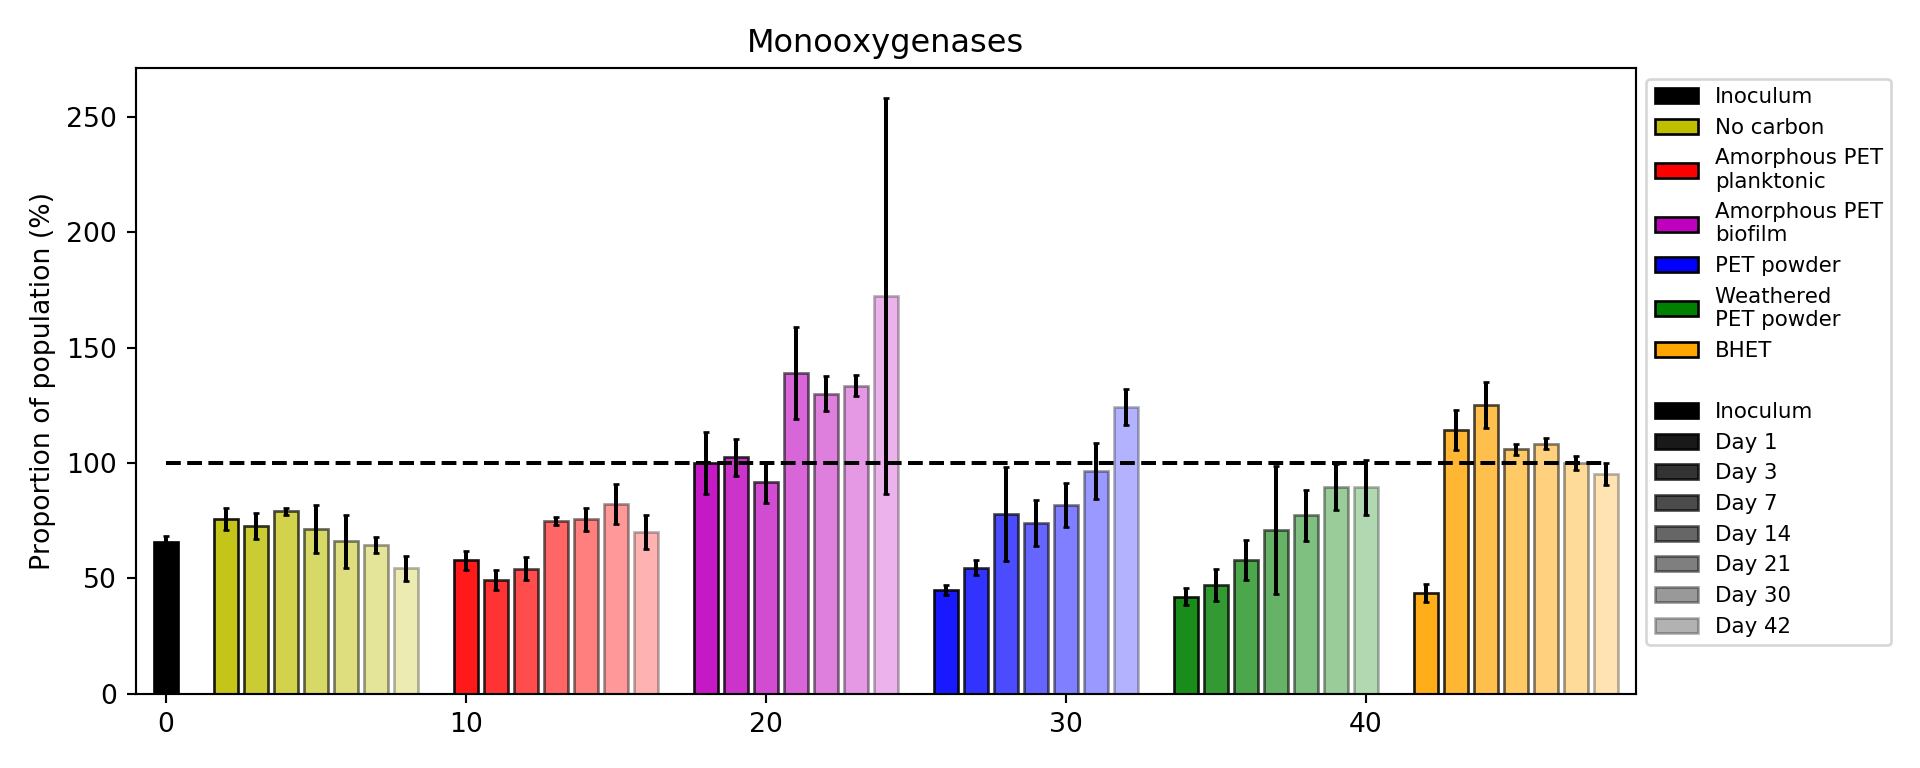 Monooxygenases
Proportion of population (%)
250
200
150
100
50
0
0 10 20 30 40
Inoculum
No carbon
Amorphous PET
planktonic
Amorphous PET
biofilm
PET powder
Weathered
PET powder
BHET
Inoculum
Day 1
Day 3
Day 7
Day 14
Day 21
Day 30
Day 42